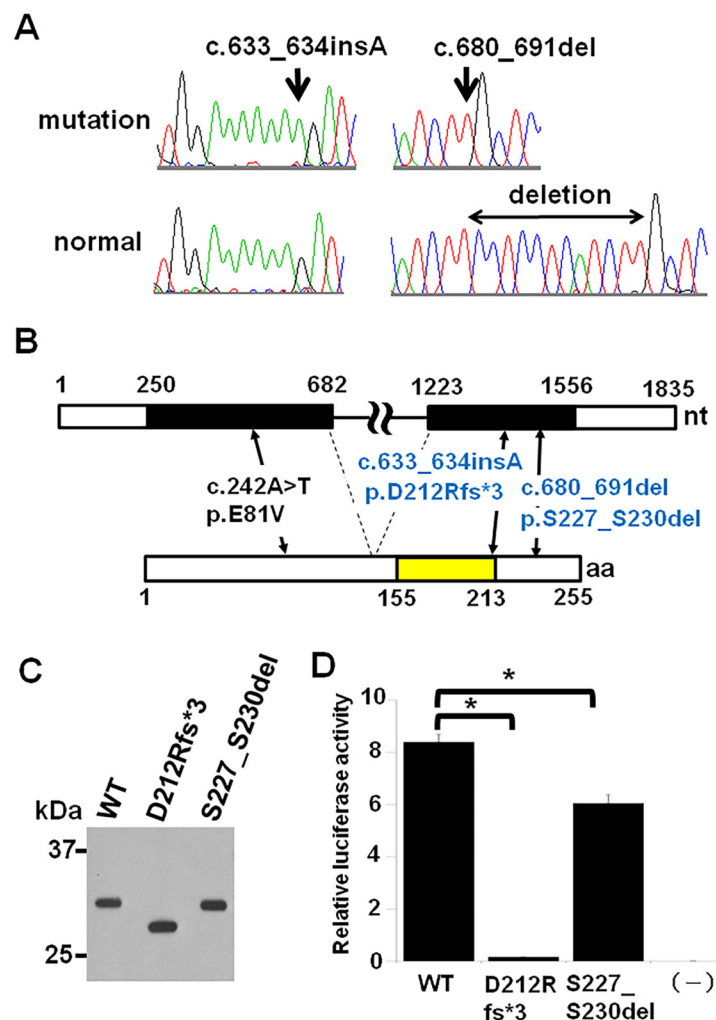 A
c.633_634insA
c.680_691del
mutation
deletion
normal
B
1 250 682 1223 1556 1835
nt
c.242A>T
p.E81V
c.633_634insA
p.D212Rfs*3
c.680_691del
p.S227_S230del
aa
1 155 213 255
C
WT D212Rfs*3 S227_S230del
kDa
37
25
D
Relative luciferase activity
10
8
6
4
2
0
* *
WT D212R fs*3 S227_ S230del (−)